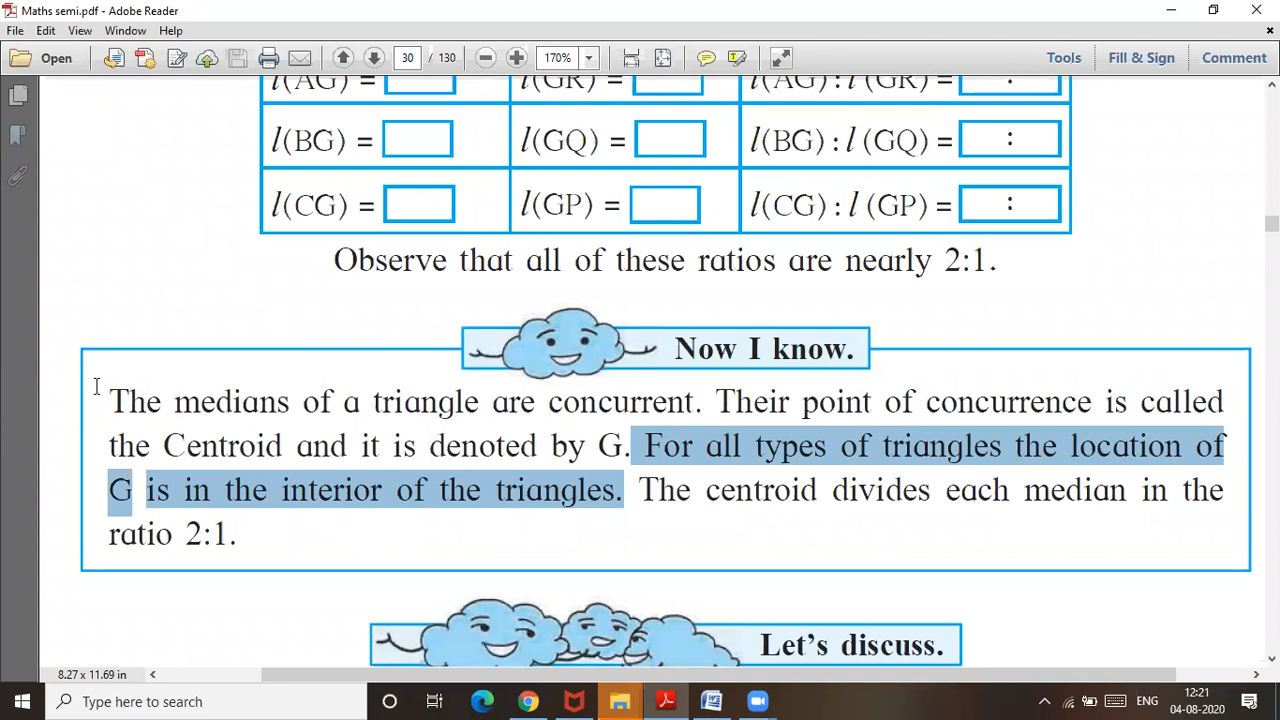 Maths semi.pdf - Adobe Reader
File Edit View Window Help
Open 30 / 130 170% Tools Fill & Sign Comment
l(AG) = l(GR) = l(AG) : l(GR) = :
l(BG) = l(GQ) = l(BG) : l (GQ) = :
l(CG) = l(GP) = l(CG) : l (GP) = :
Observe that all of these ratios are nearly 2:1.
Now I know.
The medians of a triangle are concurrent. Their point of concurrence is called
the Centroid and it is denoted by G. For all types of triangles the location of
G is in the interior of the triangles. The centroid divides each median in the
ratio 2:1.
Let's discuss.
8.27 x 11.69 in
Type here to search
ENG
12:21
04-08-2020